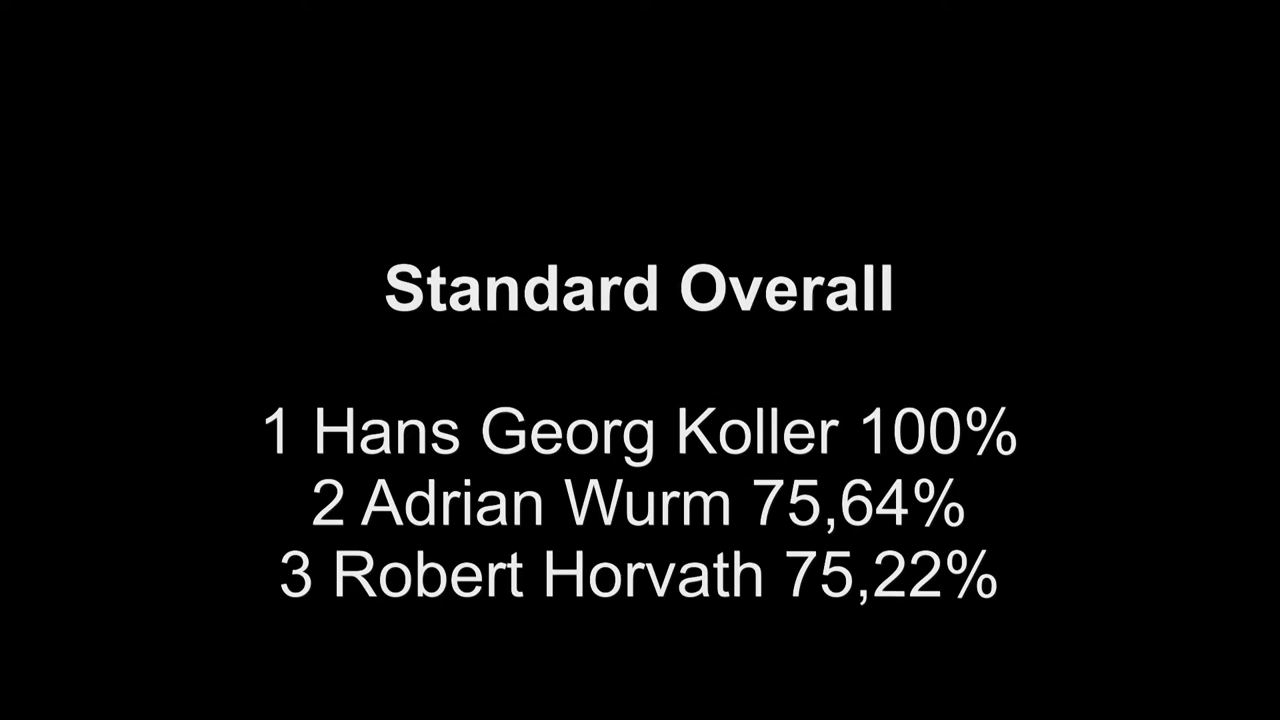 Standard Overall
1 Hans Georg Koller 100%
2 Adrian Wurm 75,64%
3 Robert Horvath 75,22%